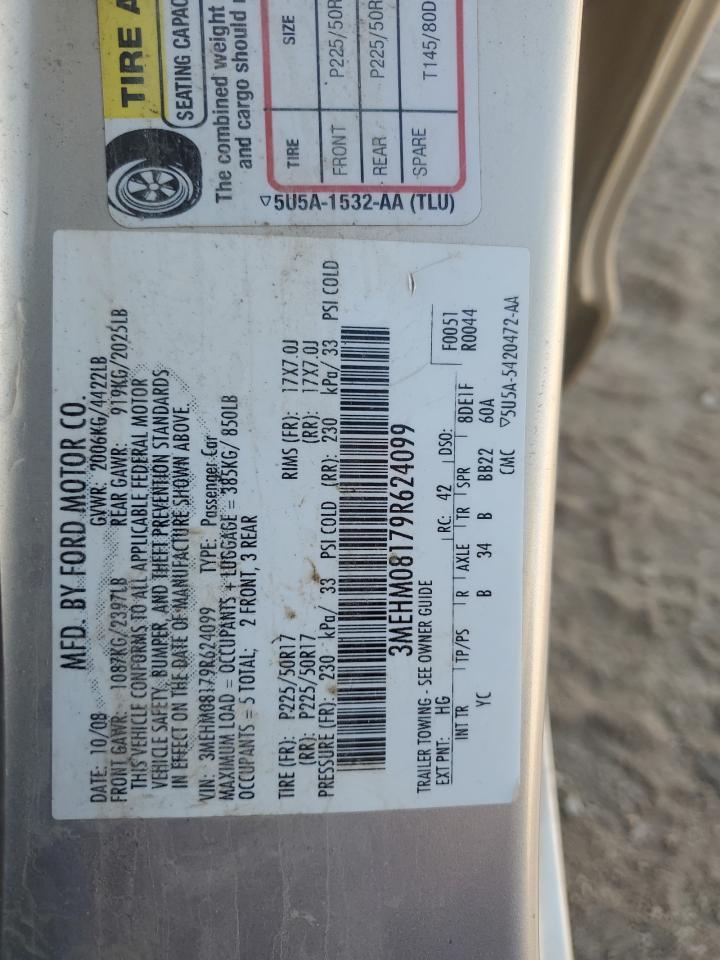 TIRE A
SEATING CAPAC
The combined weight
and cargo should
TIRE SIZE
FRONT P225/50R
REAR P225/50R
SPARE T145/80D
▽5U5A-1532-AA (TLU)
MFD. BY FORD MOTOR CO.
DATE: 10/08 GVWR: 2006KG/4422LB
FRONT GAWR: 1087KG/2397LB REAR GAWR: 919KG/2025LB
THIS VEHICLE CONFORMS TO ALL APPLICABLE FEDERAL MOTOR
VEHICLE SAFETY, BUMPER, AND THEFT PREVENTION STANDARDS
IN EFFECT ON THE DATE OF MANUFACTURE SHOWN ABOVE.
VIN: 3MEHM08179R624099 TYPE: Passenger Car
MAXIMUM LOAD = OCCUPANTS + LUGGAGE = 385KG/ 850LB
OCCUPANTS = 5 TOTAL; 2 FRONT, 3 REAR
TIRE (FR): P225/50R17 RIMS (FR): 17X7.0J
(RR): P225/50R17 (RR): 17X7.0J
PRESSURE (FR): 230 kPa/ 33 PSI COLD (RR): 230 kPa/ 33 PSI COLD
3MEHM08179R624099
TRAILER TOWING - SEE OWNER GUIDE F0051
EXT PNT: HG RC: 42 DSO: R0044
INT TR TP/PS R AXLE TR SPR 8DE1F
YC B 34 B BB22 60A
CMC ▽5U5A-5420472-AA